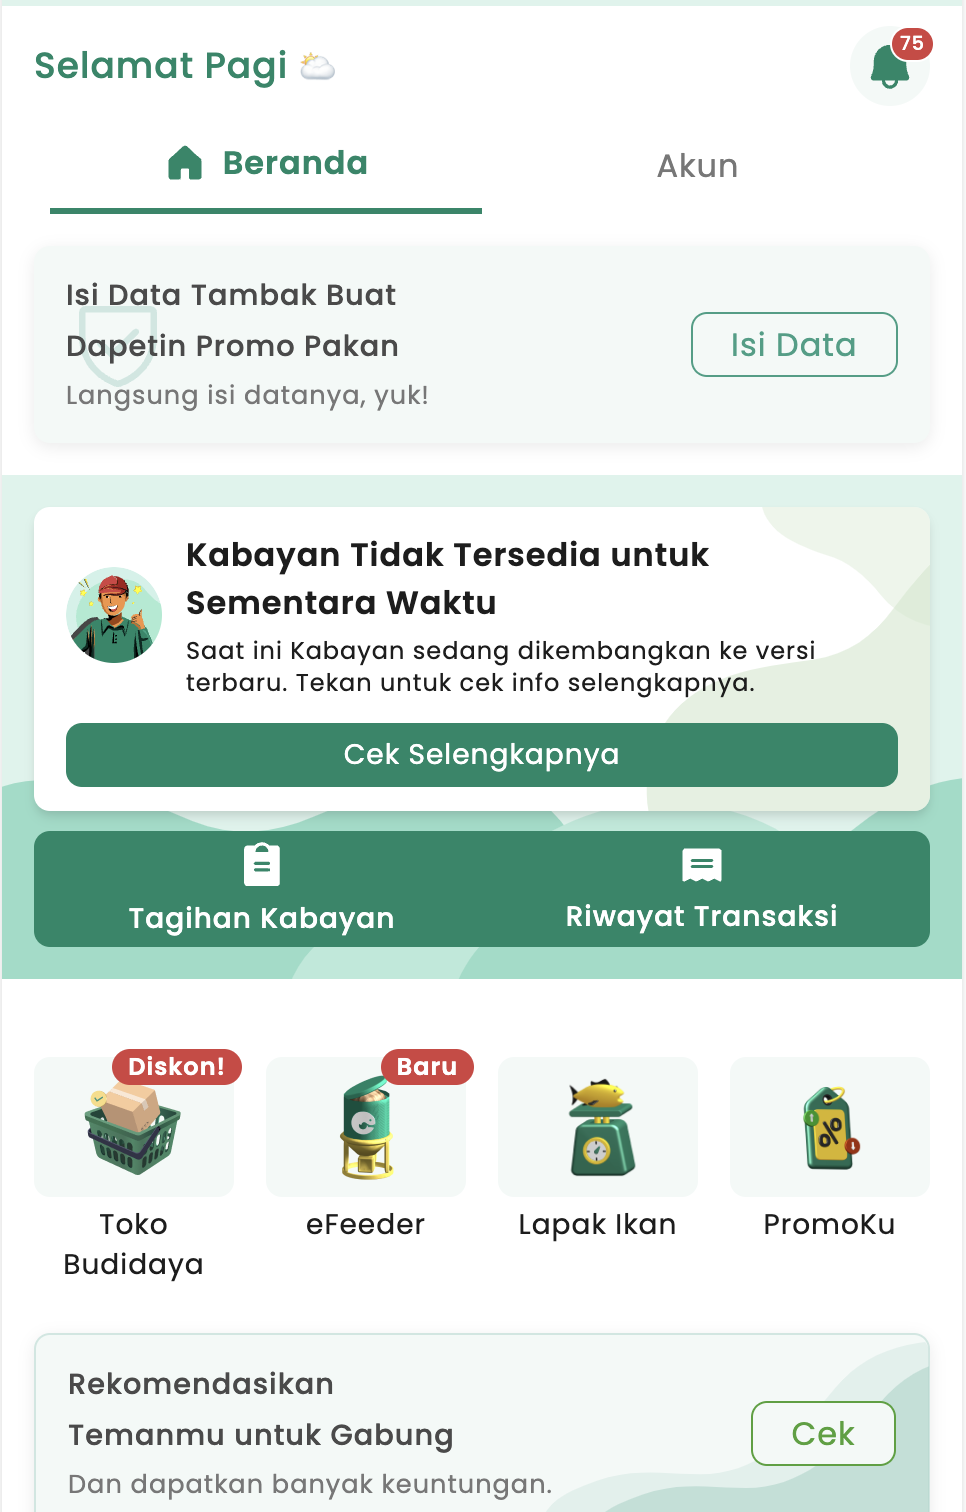 Selamat Pagi
75
Beranda
Akun
Isi Data Tambak Buat
Dapetin Promo Pakan
Langsung isi datanya, yuk!
Isi Data
Kabayan Tidak Tersedia untuk
Sementara Waktu
Saat ini Kabayan sedang dikembangkan ke versi
terbaru. Tekan untuk cek info selengkapnya.
Cek Selengkapnya
Tagihan Kabayan
Riwayat Transaksi
Diskon!
Baru
%
Toko
Budidaya
eFeeder
Lapak Ikan
PromoKu
Rekomendasikan
Temanmu untuk Gabung
Dan dapatkan banyak keuntungan.
Cek